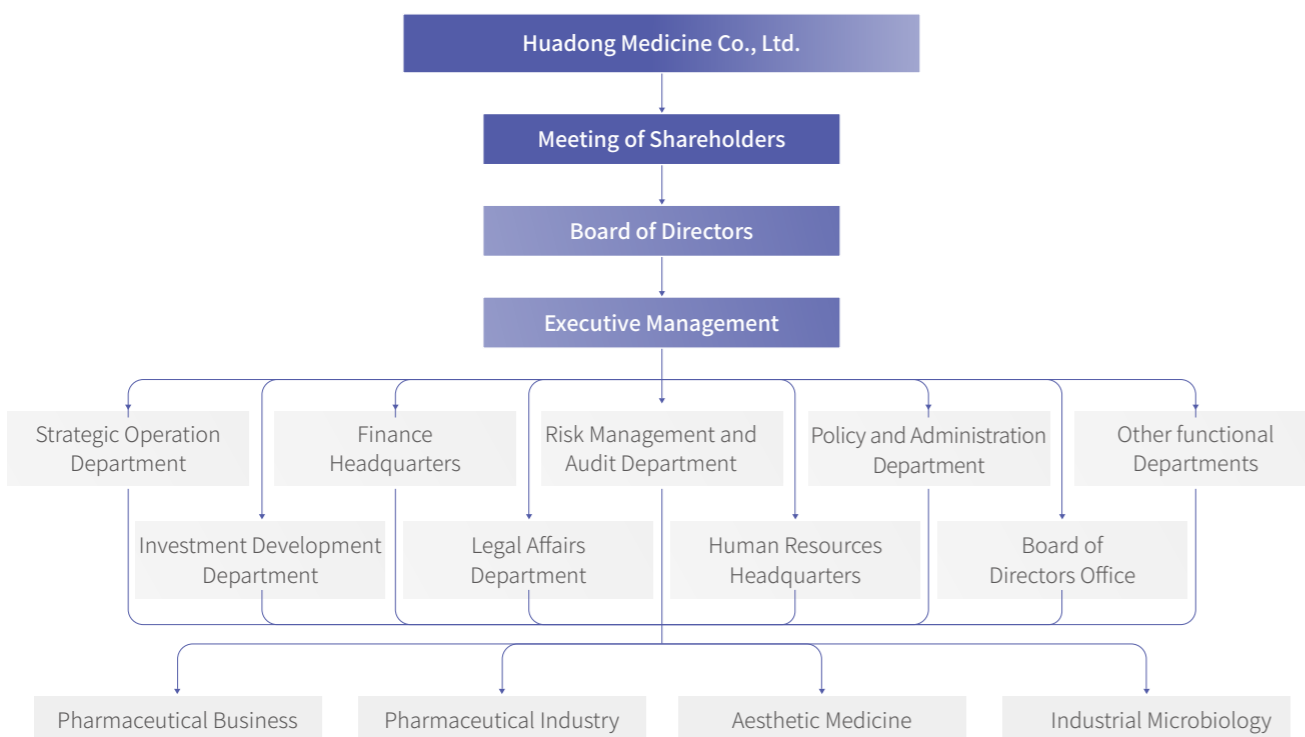 Huadong Medicine Co., Ltd.
Meeting of Shareholders
Board of Directors
Executive Management
Strategic Operation
Department
Finance
Headquarters
Risk Management and
Audit Department
Policy and Administration
Department
Other functional
Departments
Investment Development
Department
Legal Affairs
Department
Human Resources
Headquarters
Board of
Directors Office
Pharmaceutical Business
Pharmaceutical Industry
Aesthetic Medicine
Industrial Microbiology